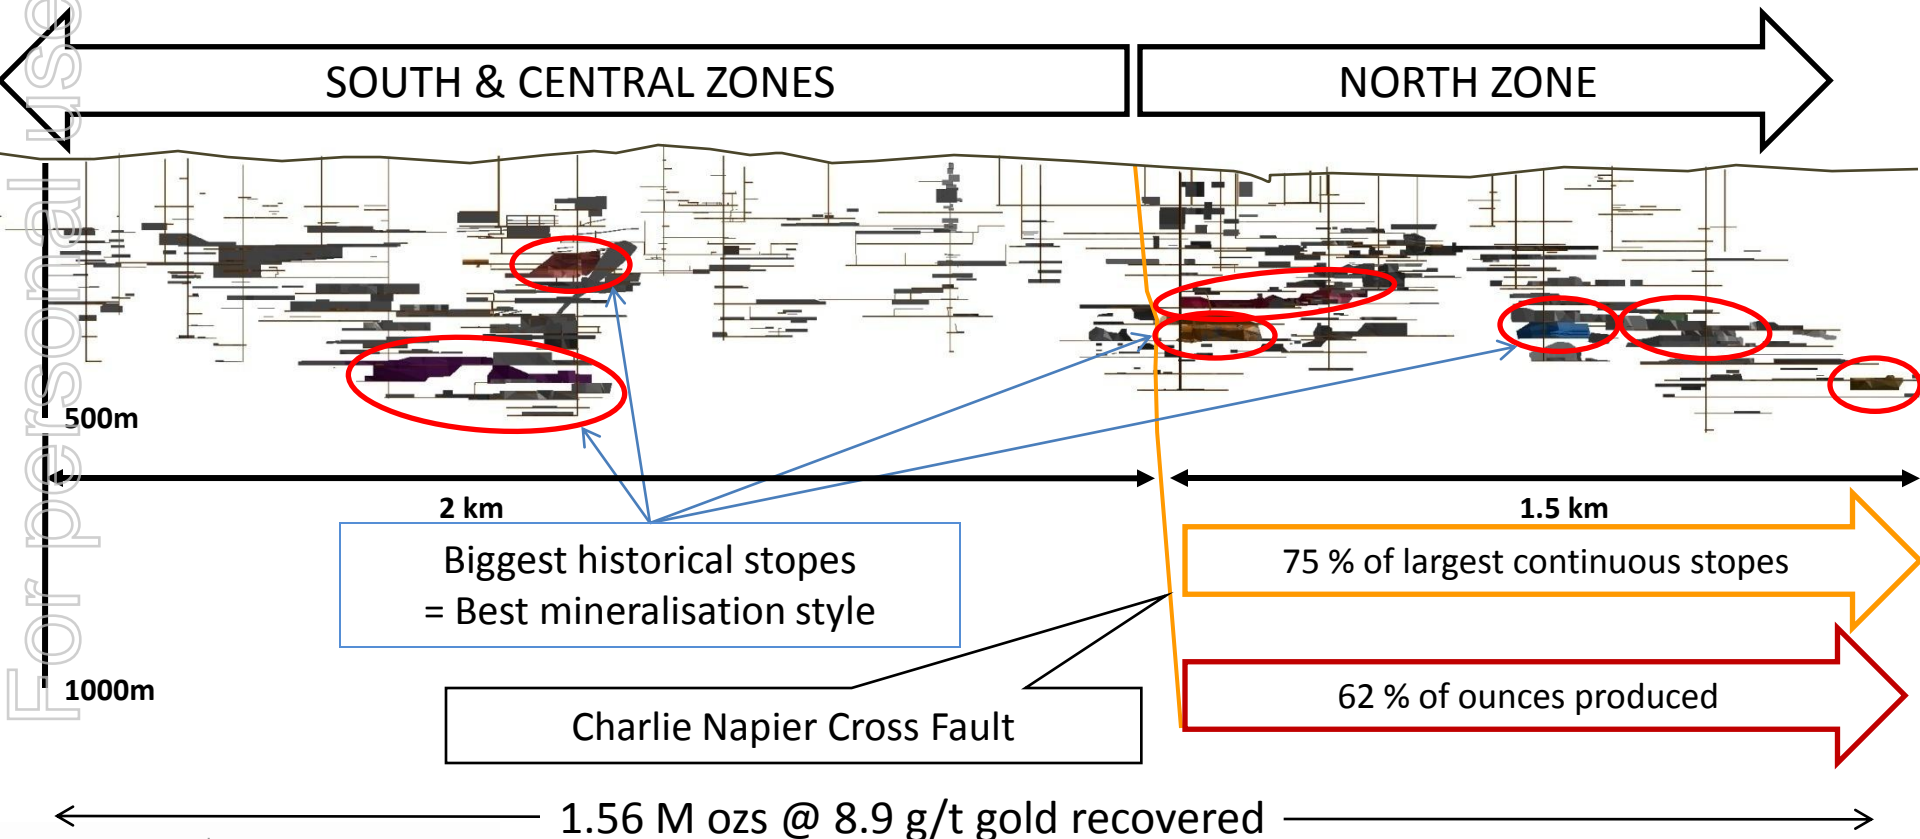 SOUTH & CENTRAL ZONES
NORTH ZONE
500m
2 km
1.5 km
Biggest historical stopes
= Best mineralisation style
75 % of largest continuous stopes
1000m
62 % of ounces produced
Charlie Napier Cross Fault
1.56 M ozs @ 8.9 g/t gold recovered
For personal use